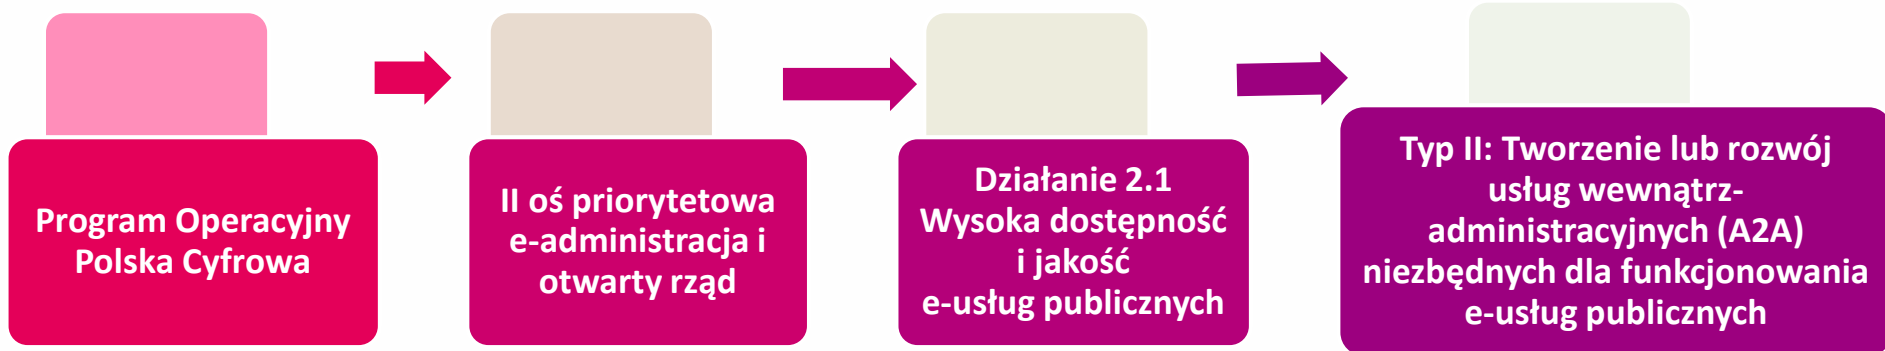 Program Operacyjny
Polska Cyfrowa
II oś priorytetowa
e-administracja i
otwarty rząd
Działanie 2.1
Wysoka dostępność
i jakość
e-usług publicznych
Typ II: Tworzenie lub rozwój
usług wewnątrz-
administracyjnych (A2A)
niezbędnych dla funkcjonowania
e-usług publicznych